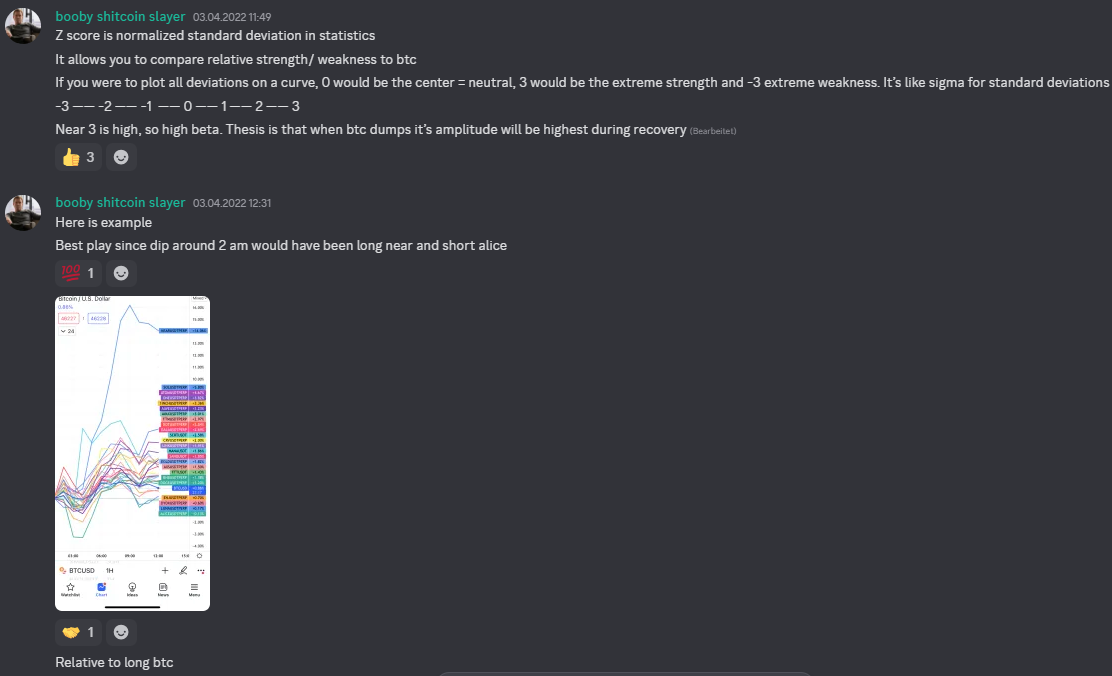 booby shitcoin slayer 03.04.2022 11:49
Z score is normalized standard deviation in statistics
It allows you to compare relative strength/ weakness to btc
If you were to plot all deviations on a curve, 0 would be the center = neutral, 3 would be the extreme strength and -3 extreme weakness. It's like sigma for standard deviations
-3 —— -2 —— -1 —— 0 —— 1 —— 2 —— 3
Near 3 is high, so high beta. Thesis is that when btc dumps it's amplitude will be highest during recovery (Bearbeitet)
3
booby shitcoin slayer 03.04.2022 12:31
Here is example
Best play since dip around 2 am would have been long near and short alice
100 1
Bitcoin / U.S. Dollar
46227 46228
24
03:00 06:00 09:00 12:00
BTCUSD 1H
Watchlist Chart Ideas News Menu
1
Relative to long btc